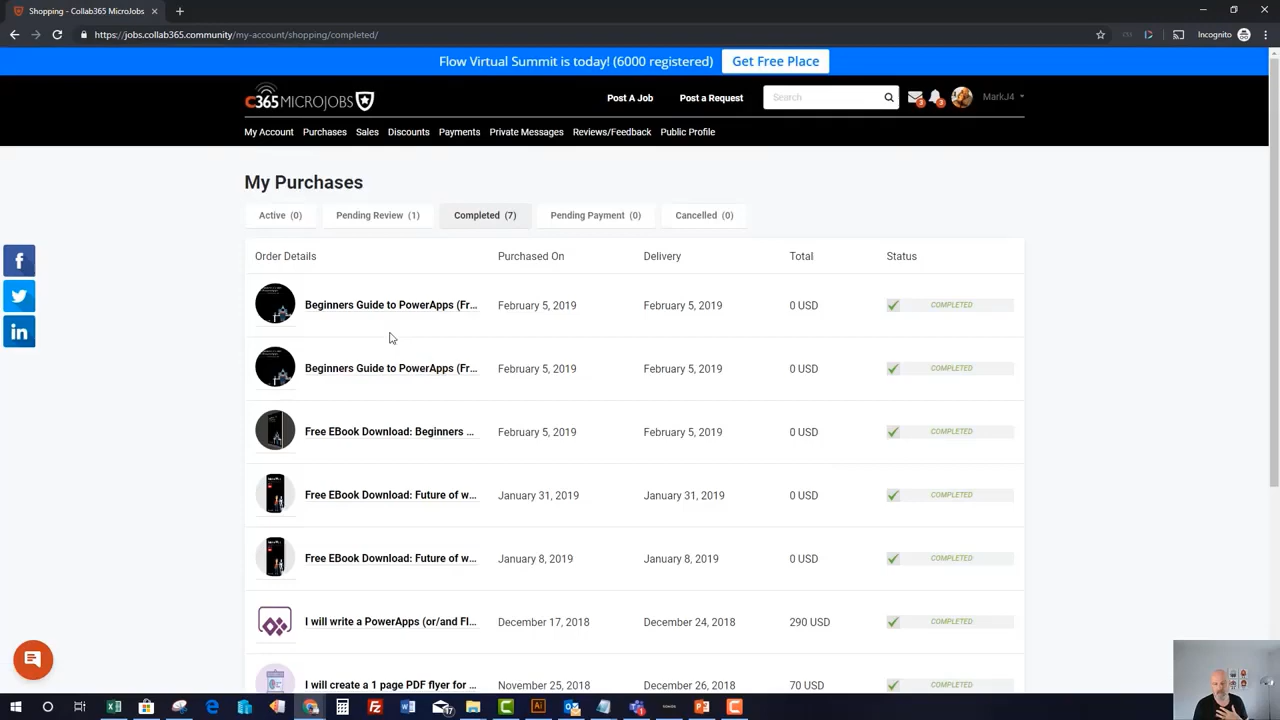 Shopping - Collab365 MicroJobs
https://jobs.collab365.community/my-account/shopping/completed/
CSS
Incognito
Flow Virtual Summit is today! (6000 registered)
Get Free Place
C365MICROJOBS
Post A Job
Post a Request
Search
3
3
MarkJ4
My Account
Purchases
Sales
Discounts
Payments
Private Messages
Reviews/Feedback
Public Profile
My Purchases
Active (0)
Pending Review (1)
Completed (7)
Pending Payment (0)
Cancelled (0)
Order Details
Purchased On
Delivery
Total
Status
Beginners Guide to PowerApps (Fr...
February 5, 2019
February 5, 2019
0 USD
COMPLETED
Beginners Guide to PowerApps (Fr...
February 5, 2019
February 5, 2019
0 USD
COMPLETED
Free EBook Download: Beginners ...
February 5, 2019
February 5, 2019
0 USD
COMPLETED
Free EBook Download: Future of w...
January 31, 2019
January 31, 2019
0 USD
COMPLETED
Free EBook Download: Future of w...
January 8, 2019
January 8, 2019
0 USD
COMPLETED
I will write a PowerApps (or/and Fl...
December 17, 2018
December 24, 2018
290 USD
COMPLETED
I will create a 1 page PDF flyer for ...
November 25, 2018
December 26, 2018
70 USD
COMPLETED